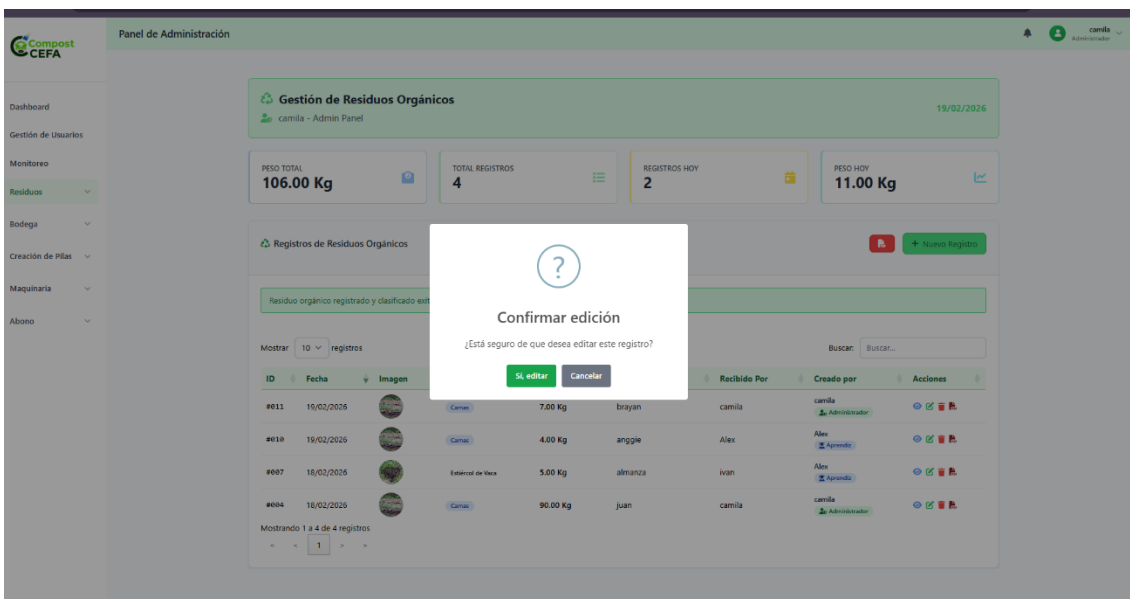 Compost
CEFA
Panel de Administración
camila
Administrador
Dashboard
Gestión de Usuarios
Monitoreo
Residuos
Bodega
Creación de Pilas
Maquinaria
Abono
Gestión de Residuos Orgánicos
camila - Admin Panel
19/02/2026
PESO TOTAL
106.00 Kg
TOTAL REGISTROS
4
REGISTROS HOY
2
PESO HOY
11.00 Kg
Registros de Residuos Orgánicos
+ Nuevo Registro
Residuo orgánico registrado y clasificado exit
Confirmar edición
¿Está seguro de que desea editar este registro?
Sí, editar Cancelar
Mostrar 10 registros
Buscar: Buscar...
ID Fecha Imagen Recibido Por Creado por Acciones
#011 19/02/2026 Carnes 7.00 Kg brayan camila camila Administrador
#010 19/02/2026 Carnes 4.00 Kg anggie Alex Alex Aprendiz
#007 18/02/2026 Estiércol de Vaca 5.00 Kg almanza ivan Alex Aprendiz
#004 18/02/2026 Carnes 90.00 Kg juan camila camila Administrador
Mostrando 1 a 4 de 4 registros
« < 1 > »